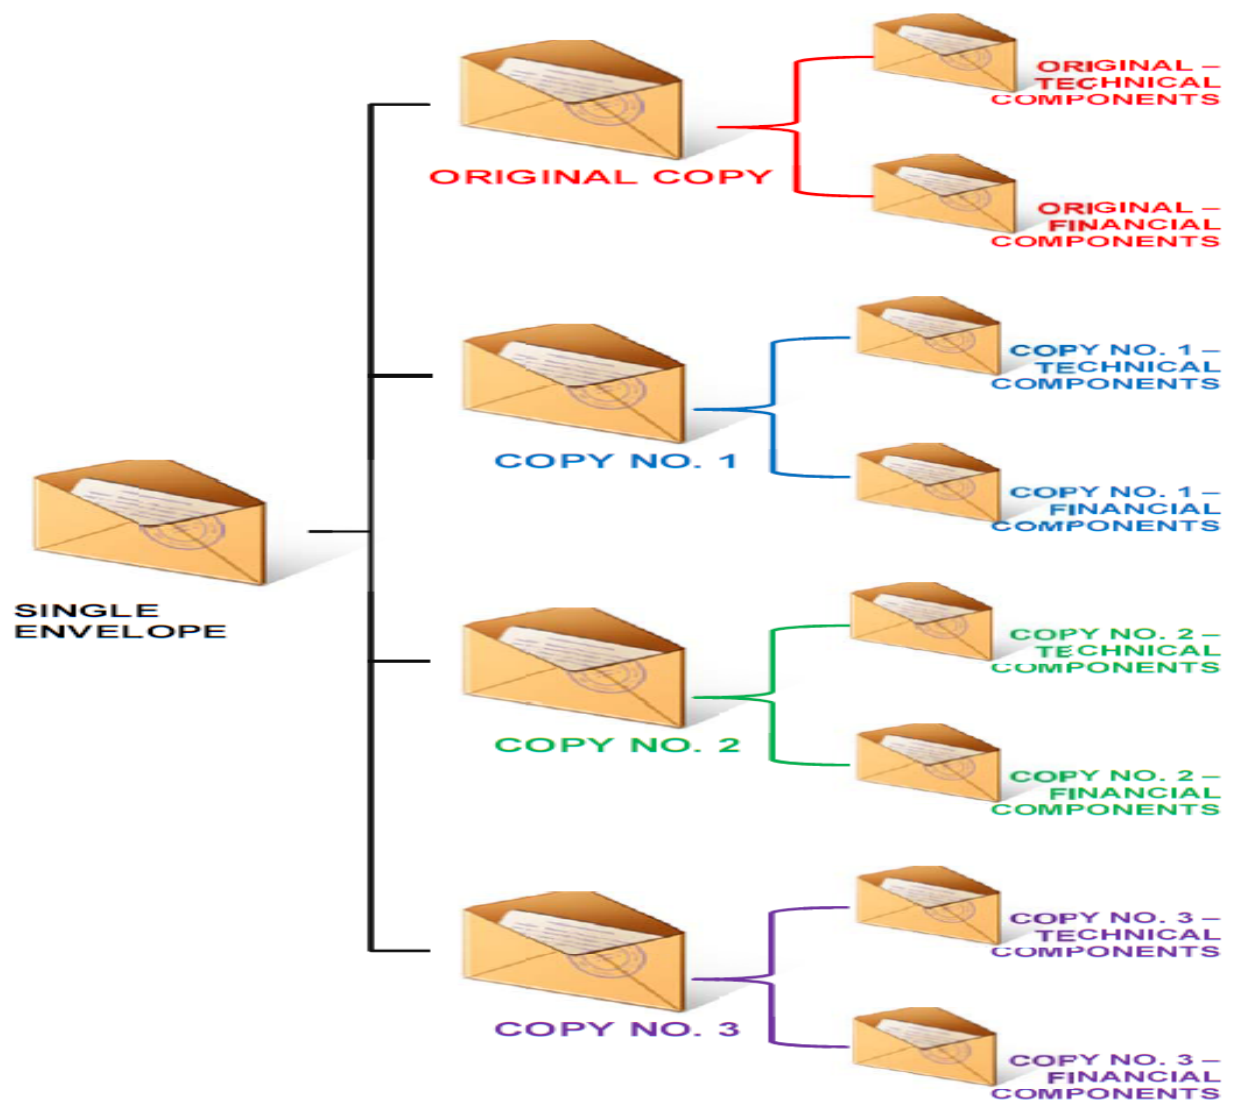 ORIGINAL –
TECHNICAL
COMPONENTS
ORIGINAL COPY
ORIGINAL –
FINANCIAL
COMPONENTS
COPY NO. 1 –
TECHNICAL
COMPONENTS
COPY NO. 1
COPY NO. 1 –
FINANCIAL
COMPONENTS
SINGLE
ENVELOPE
COPY NO. 2 –
TECHNICAL
COMPONENTS
COPY NO. 2
COPY NO. 2 –
FINANCIAL
COMPONENTS
COPY NO. 3 –
TECHNICAL
COMPONENTS
COPY NO. 3
COPY NO. 3 –
FINANCIAL
COMPONENTS